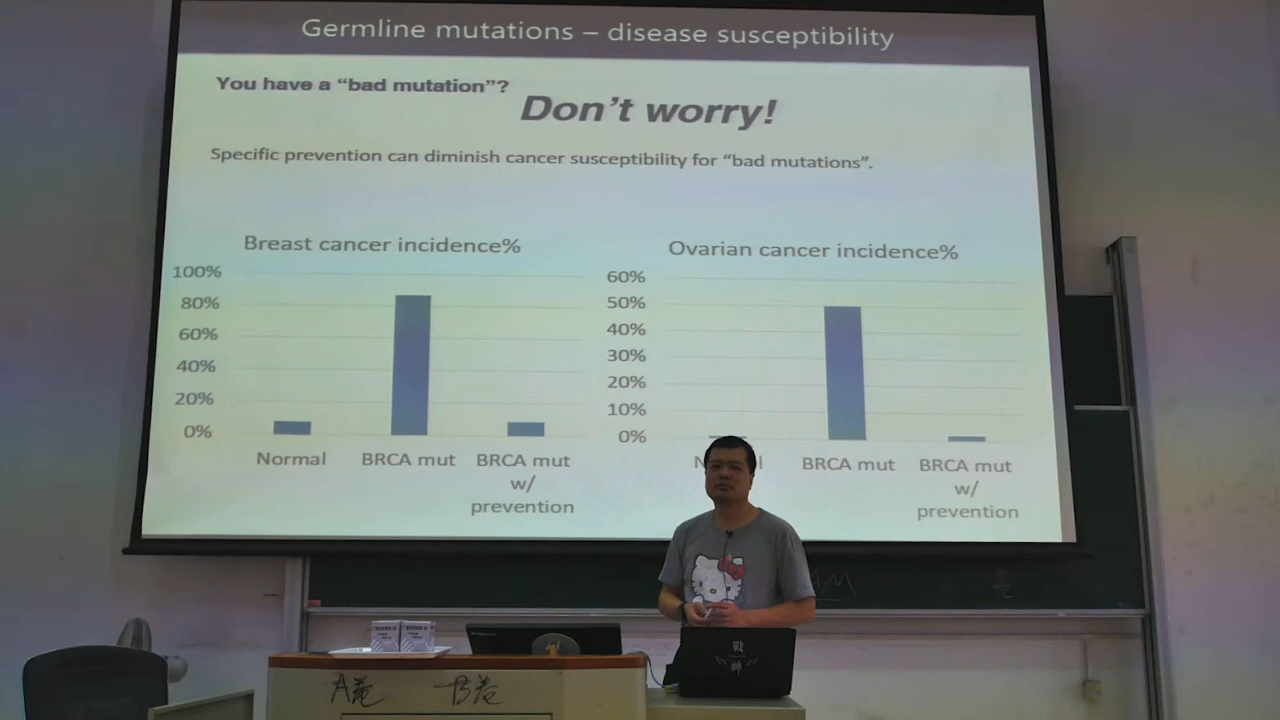 Germline mutations – disease susceptibility
You have a “bad mutation”?
Don’t worry!
Specific prevention can diminish cancer susceptibility for “bad mutations”.
Breast cancer incidence%
100%
80%
60%
40%
20%
0%
Normal
BRCA mut
BRCA mut
w/
prevention
Ovarian cancer incidence%
60%
50%
40%
30%
20%
10%
0%
BRCA mut
BRCA mut
w/
prevention
A卷 B卷
戰
神